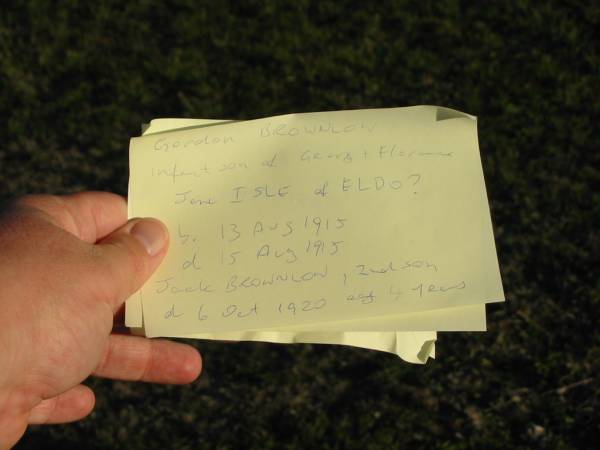 Gordon BROWNLOW
Infant son of George + Florence
Jane ISLE of ELDO?
b. 13 Aug 1915
d 15 Aug 1915
Jack BROWNLOW, 2nd son
d 6 Oct 1920 age 4 years